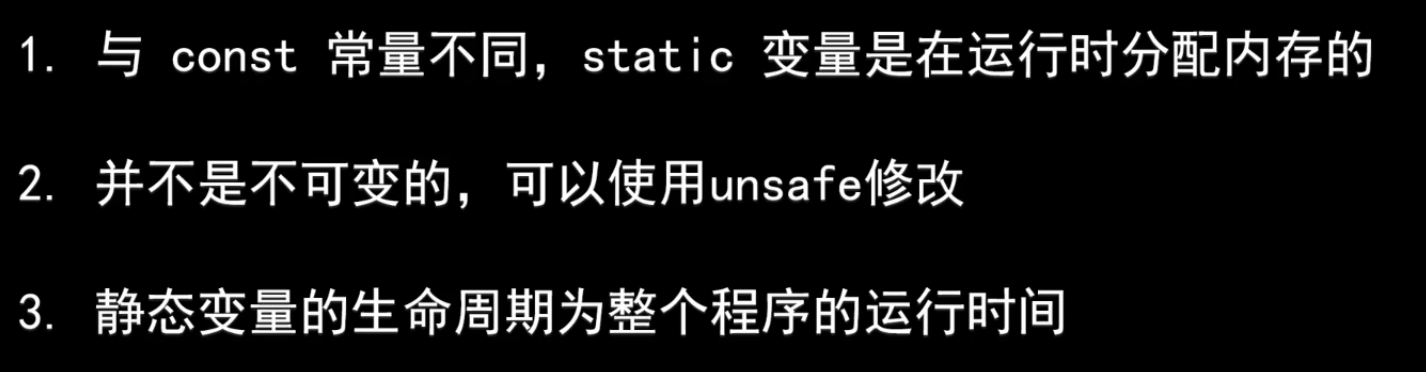 1. 与 const 常量不同，static 变量是在运行时分配内存的
2. 并不是不可变的，可以使用unsafe修改
3. 静态变量的生命周期为整个程序的运行时间